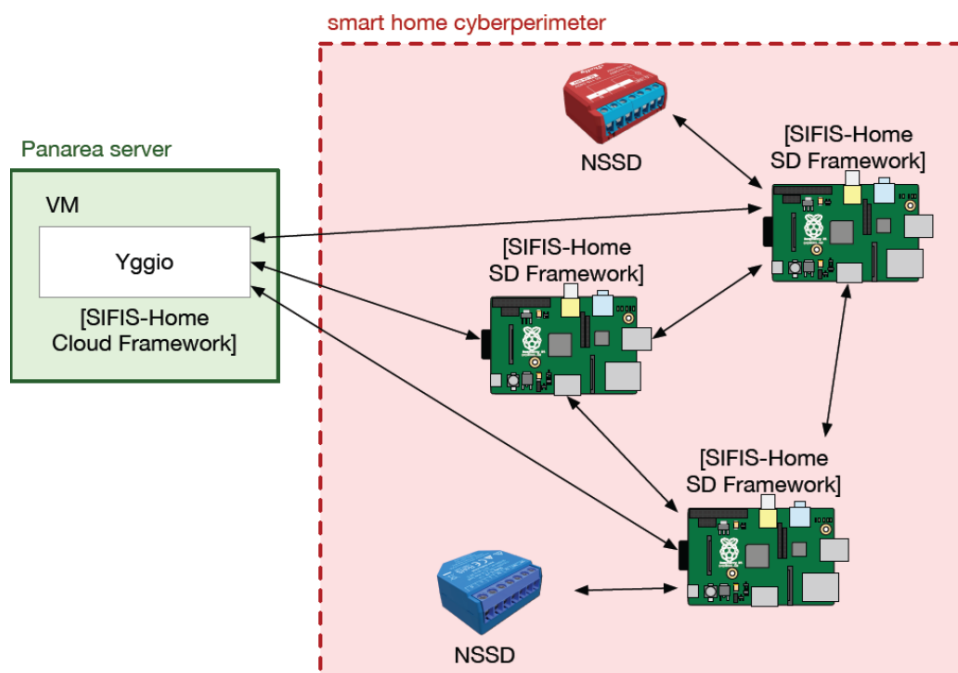 smart home cyberperimeter
NSSD
[SIFIS-Home
SD Framework]
Panarea server
VM
Yggio
[SIFIS-Home
Cloud Framework]
[SIFIS-Home
SD Framework]
[SIFIS-Home
SD Framework]
NSSD